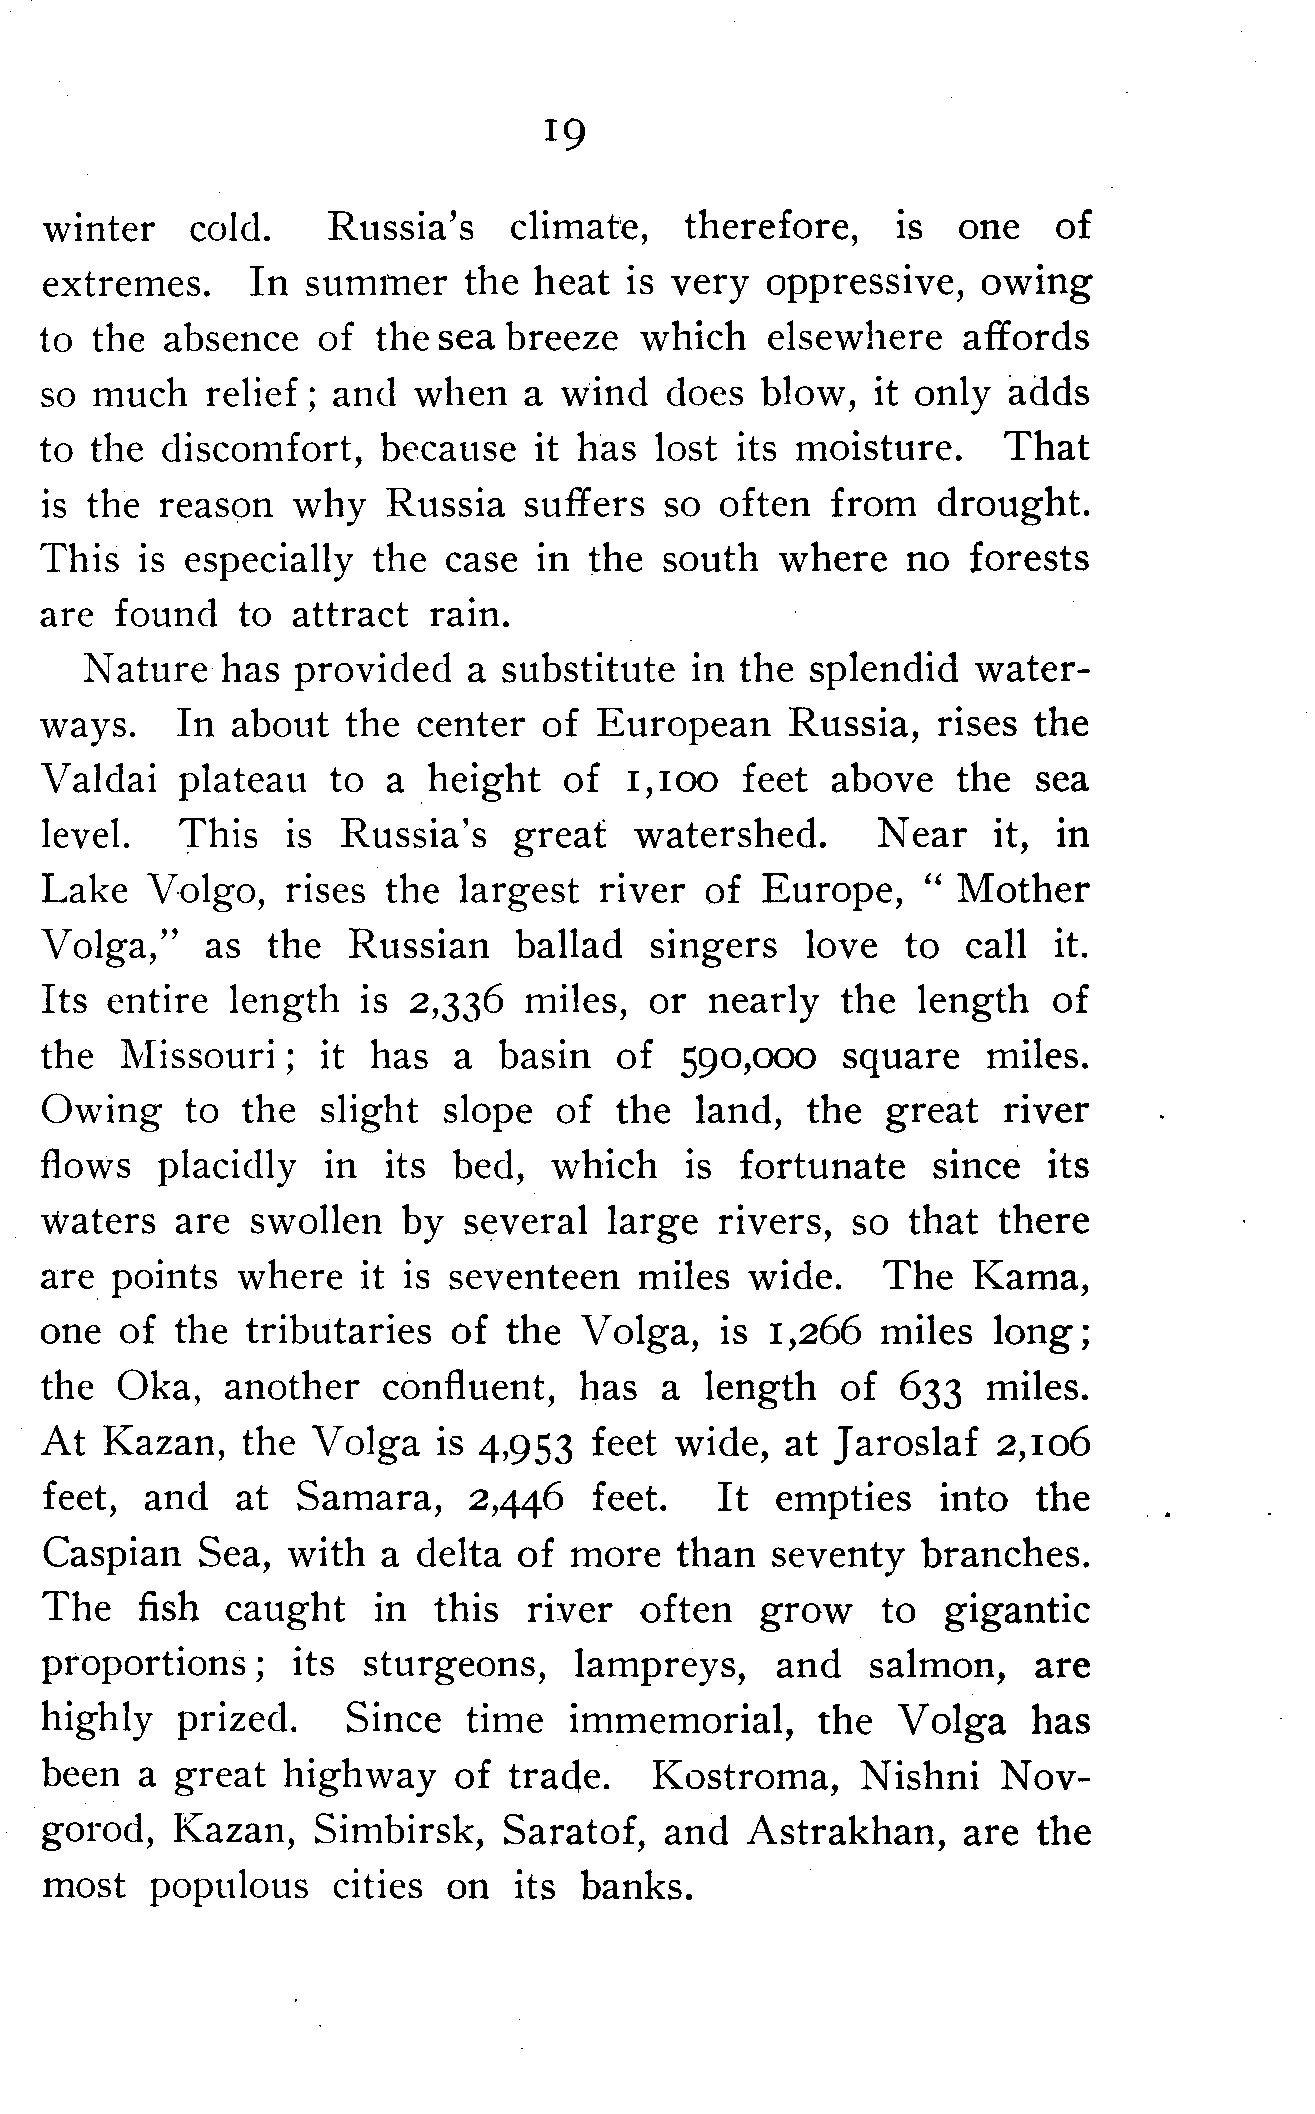 19
winter cold. Russia's climate, therefore, is one of
extremes. In summer the heat is very oppressive, owing
to the absence of the sea breeze which elsewhere affords
so much relief; and when a wind does blow, it only adds
to the discomfort, because it has lost its moisture. That
is the reason why Russia suffers so often from drought.
This is especially the case in the south where no forests
are found to attract rain.
Nature has provided a substitute in the splendid water-
ways. In about the center of European Russia, rises the
Valdai plateau to a height of 1,100 feet above the sea
level. This is Russia's great watershed. Near it, in
Lake Volgo, rises the largest river of Europe, " Mother
Volga," as the Russian ballad singers love to call it.
Its entire length is 2,336 miles, or nearly the length of
the Missouri; it has a basin of 590,000 square miles.
Owing to the slight slope of the land, the great river
flows placidly in its bed, which is fortunate since its
waters are swollen by several large rivers, so that there
are points where it is seventeen miles wide. The Kama,
one of the tributaries of the Volga, is 1,266 miles long;
the Oka, another confluent, has a length of 633 miles.
At Kazan, the Volga is 4,953 feet wide, at Jaroslaf 2,106
feet, and at Samara, 2,446 feet. It empties into the
Caspian Sea, with a delta of more than seventy branches.
The fish caught in this river often grow to gigantic
proportions; its sturgeons, lampreys, and salmon, are
highly prized. Since time immemorial, the Volga has
been a great highway of trade. Kostroma, Nishni Nov-
gorod, Kazan, Simbirsk, Saratof, and Astrakhan, are the
most populous cities on its banks.